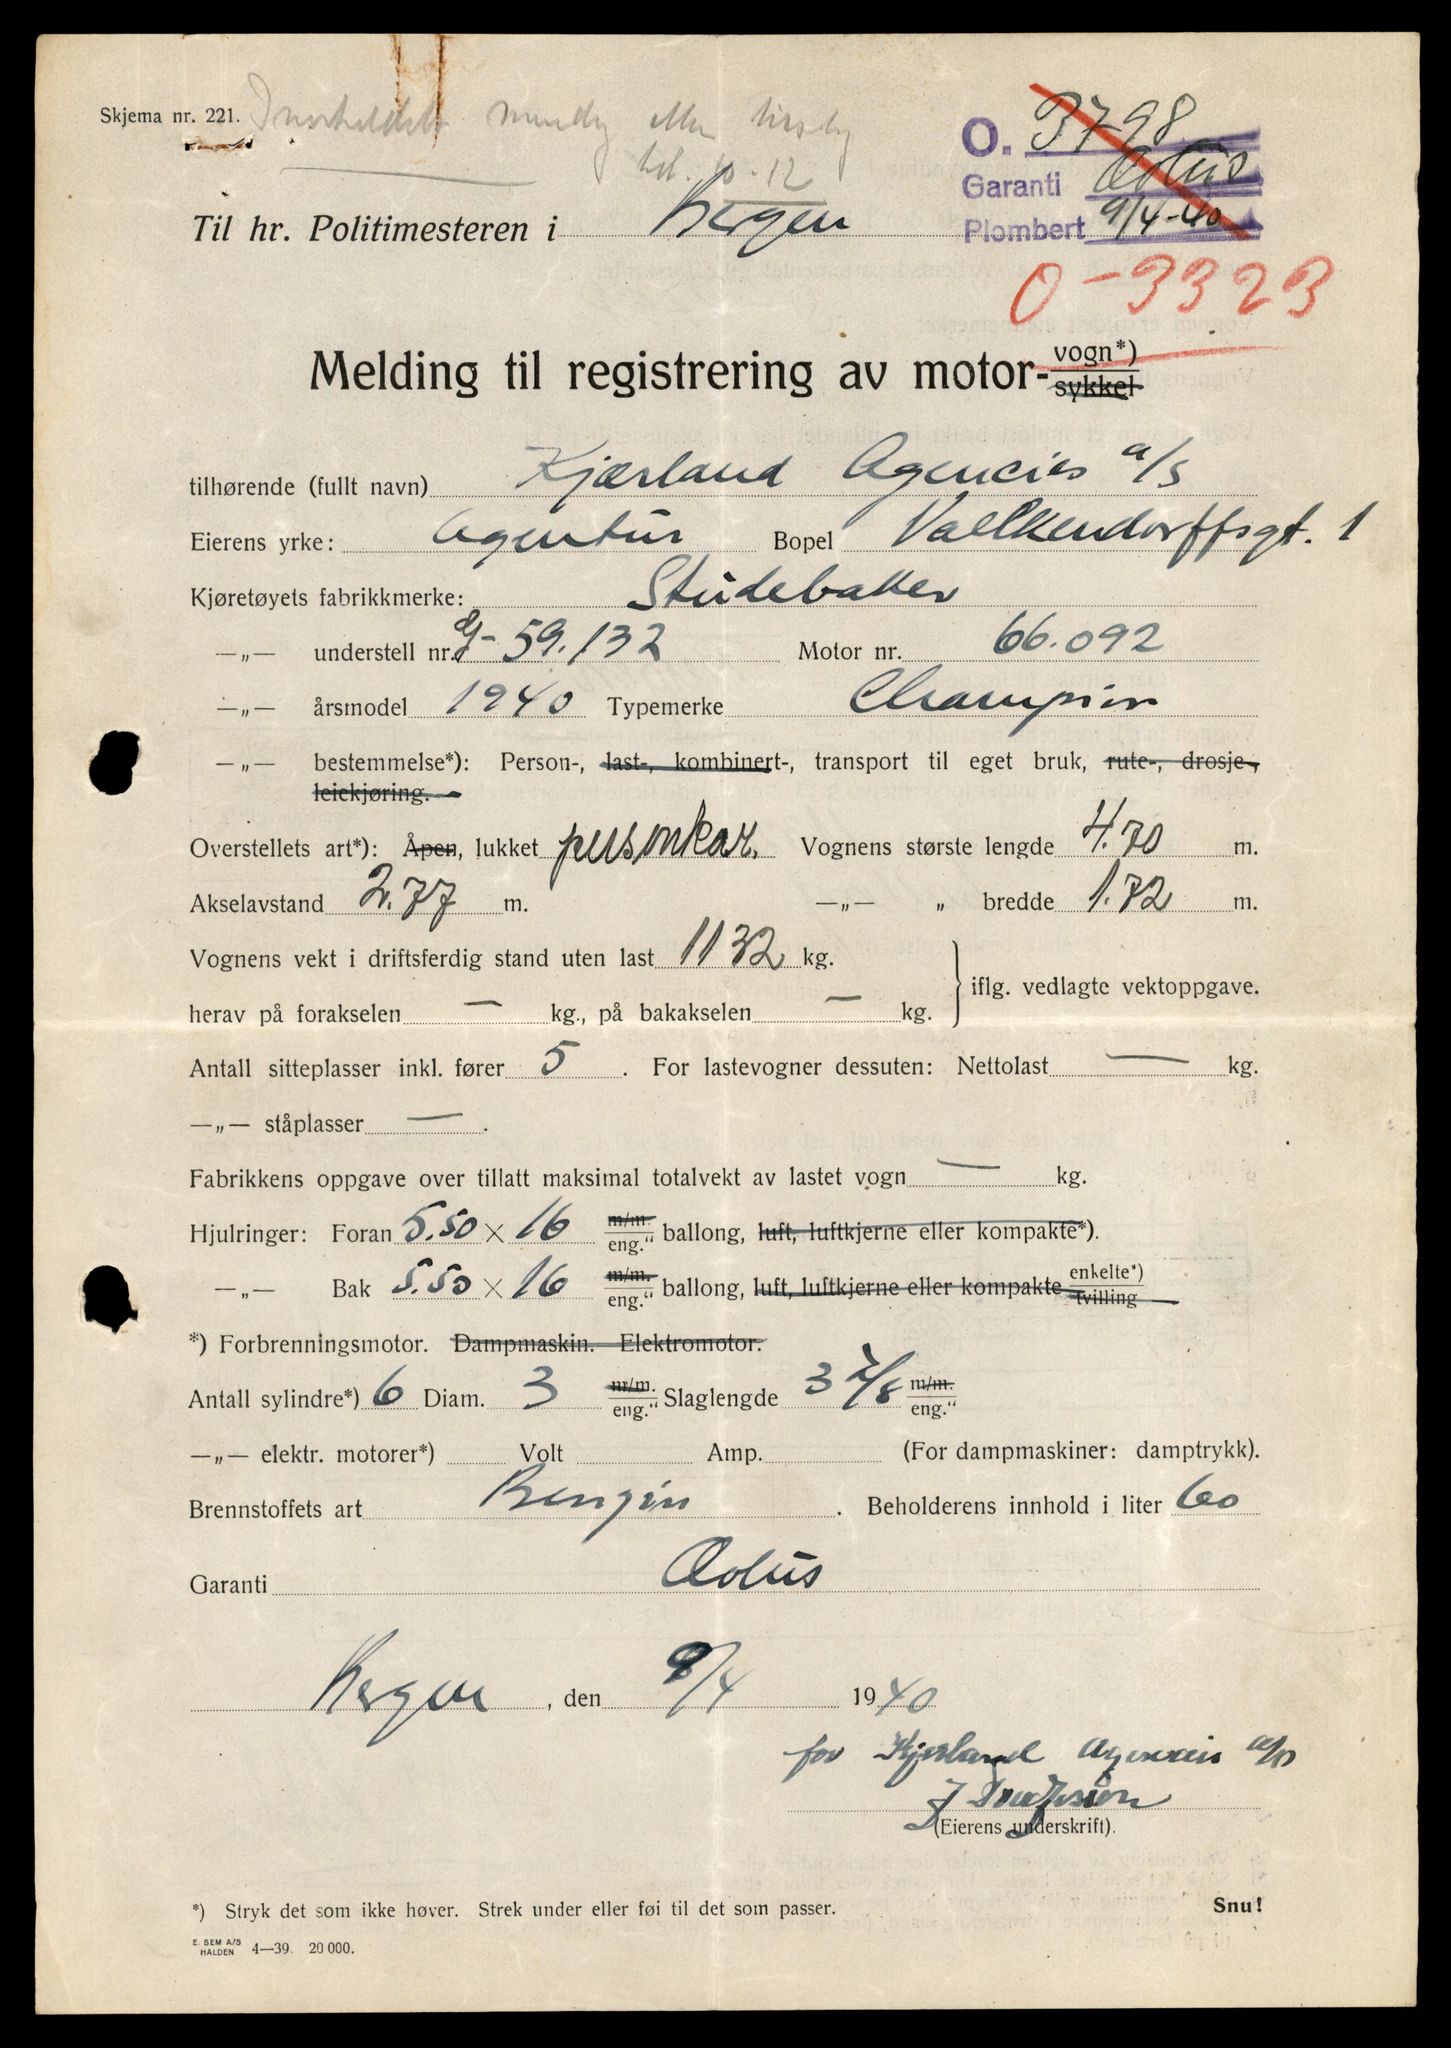 Skjema nr. 221.
eller
kl. 10-12
O. 3798
Garanti Æolus
Plombert 9/4-40
O-3323
Til hr. Politimesteren i Bergen
Melding til registrering av motor- vogn*) sykkel
tilhørende (fullt navn) Kjærland Agencies a/s
Eierens yrke: Agentur Bopel Valkendorffsgt. 1
Kjøretøyets fabrikkmerke: Studebaker
—„— understell nr. G-59.132 Motor nr. 66.092
—„— årsmodel 1940 Typemerke Champion
—„— bestemmelse*): Person-, last-, kombinert-, transport til eget bruk, rute-, drosje-,
leiekjøring.
Overstellets art*): Åpen, lukket personkar. Vognens største lengde 4.70 m.
Akselavstand 2.77 m. —„— „ bredde 1.72 m.
Vognens vekt i driftsferdig stand uten last 1132 kg.
herav på forakselen — kg., på bakakselen — kg. } iflg. vedlagte vektoppgave.
Antall sitteplasser inkl. fører 5. For lastevogner dessuten: Nettolast — kg.
—„— ståplasser —.
Fabrikkens oppgave over tillatt maksimal totalvekt av lastet vogn — kg.
Hjulringer: Foran 5.50 × 16 m/m. eng." ballong, luft, luftkjerne eller kompakte*).
—„— Bak 5.50 × 16 m/m. eng." ballong, luft, luftkjerne eller kompakte enkelte*) tvilling
*) Forbrenningsmotor. Dampmaskin. Elektromotor.
Antall sylindre*) 6 Diam. 3 m/m. eng." Slaglengde 3 7/8 m/m. eng."
—„— elektr. motorer*) Volt Amp. (For dampmaskiner: damptrykk).
Brennstoffets art Bensin. Beholderens innhold i liter 60
Garanti Æolus
Bergen, den 9/4 1940
for Kjærland Agencies a/s
(Eierens underskrift).
*) Stryk det som ikke høver. Strek under eller føi til det som passer. Snu!
E. SEM A/S HALDEN 4—39. 20 000.